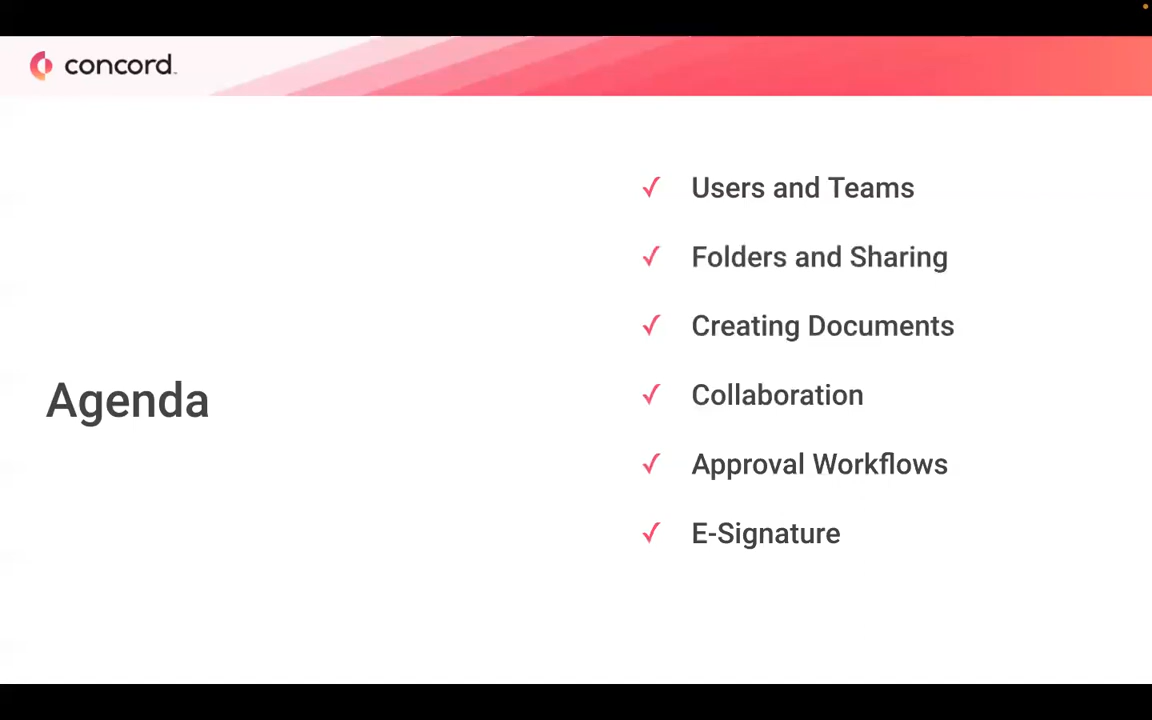 concord
Agenda
Users and Teams
Folders and Sharing
Creating Documents
Collaboration
Approval Workflows
E-Signature